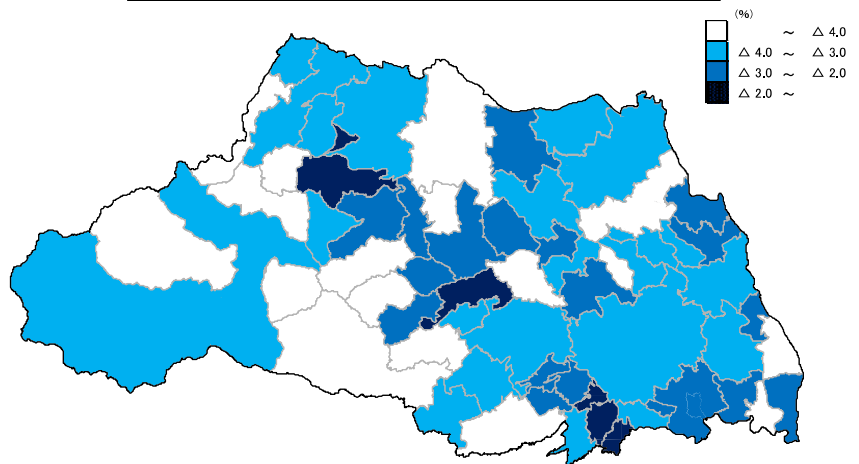 (%)
～ △ 4.0
△ 4.0 ～ △ 3.0
△ 3.0 ～ △ 2.0
△ 2.0 ～